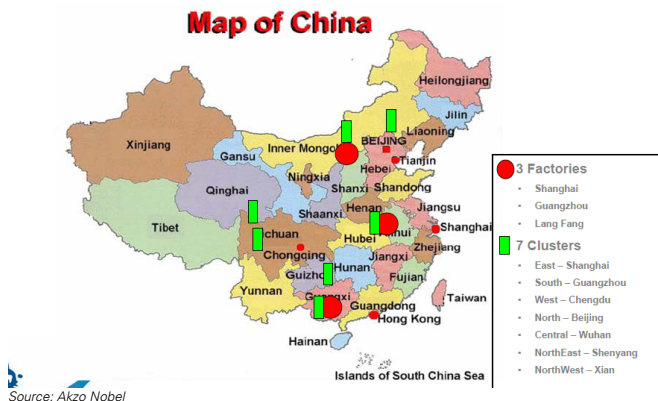 Map of China
Heilongjiang
Jilin
Liaoning
BEIJING
Inner Mongo
Xinjiang
Gansu
Tianjin
Hebei
Ningxia
Shanxi
Shandong
Qinghai
Shaanxi
Henan
Jiangsu
Shanghai
Tibet
chuan
Hubei
hui
Chongqing
Zhejiang
Jiangxi
Hunan
Guizho
Fujian
Yunnan
Guangxi
Guangdong
Taiwan
Hong Kong
Hainan
Islands of South China Sea
3 Factories
• Shanghai
• Guangzhou
• Lang Fang
7 Clusters
• East – Shanghai
• South – Guangzhou
• West – Chengdu
• North – Beijing
• Central – Wuhan
• NorthEast – Shenyang
• NorthWest – Xian
Source: Akzo Nobel